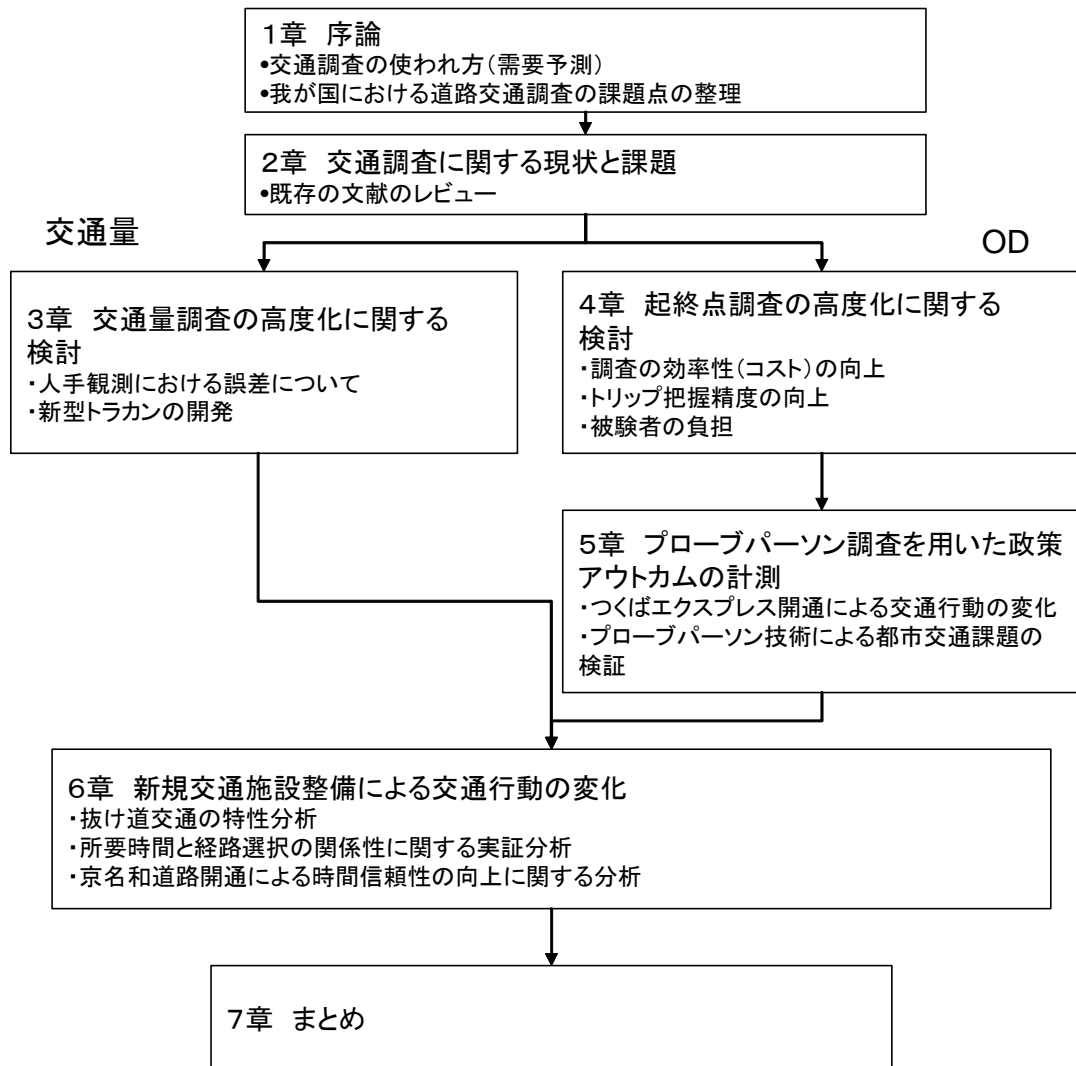 1章 序論
•交通調査の使われ方(需要予測)
•我が国における道路交通調査の課題点の整理
2章 交通調査に関する現状と課題
•既存の文献のレビュー
交通量
OD
3章 交通量調査の高度化に関する
検討
・人手観測における誤差について
・新型トラカンの開発
4章 起終点調査の高度化に関する
検討
・調査の効率性(コスト)の向上
・トリップ把握精度の向上
・被験者の負担
5章 プローブパーソン調査を用いた政策
アウトカムの計測
・つくばエクスプレス開通による交通行動の変化
・プローブパーソン技術による都市交通課題の
検証
6章 新規交通施設整備による交通行動の変化
・抜け道交通の特性分析
・所要時間と経路選択の関係性に関する実証分析
・京名和道路開通による時間信頼性の向上に関する分析
7章 まとめ